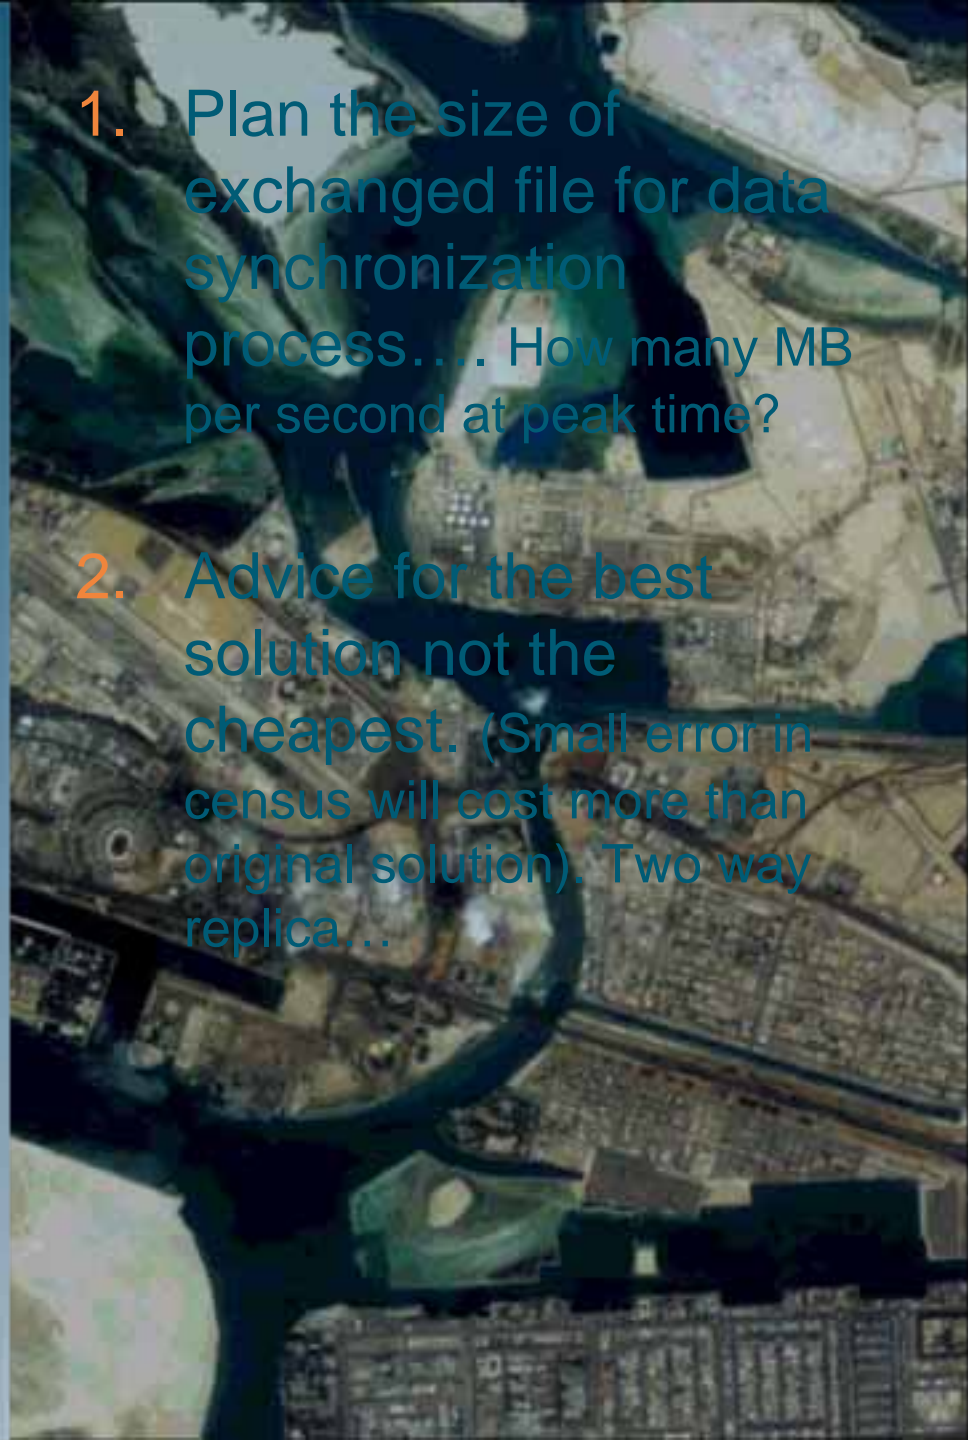 1. Plan the size of
exchanged file for data
synchronization
process.... How many MB
per second at peak time?
2. Advice for the best
solution not the
cheapest. (Small error in
census will cost more than
original solution). Two way
replica...